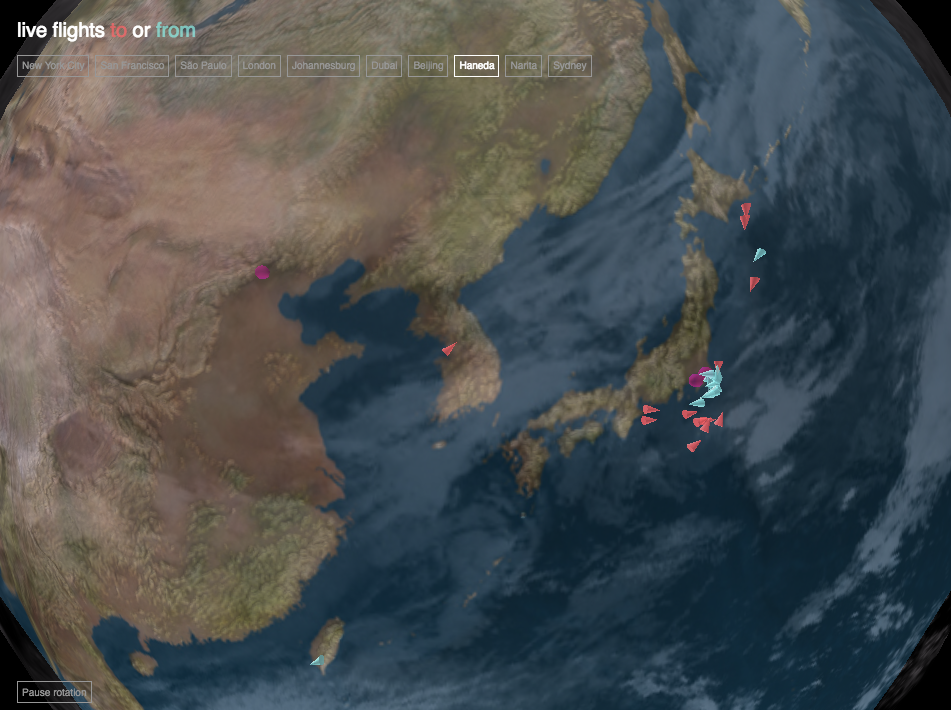 live flights to or from
New York City San Francisco São Paulo London Johannesburg Dubai Beijing Haneda Narita Sydney
Pause rotation